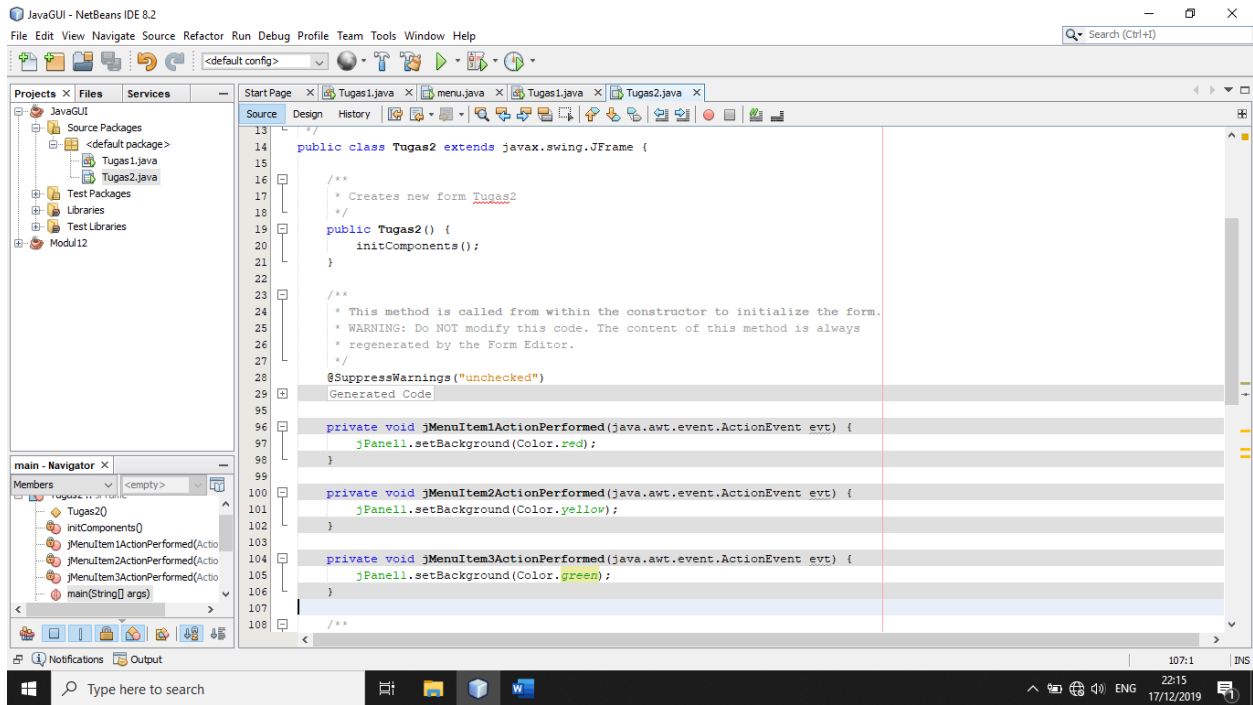 JavaGUI - NetBeans IDE 8.2
File Edit View Navigate Source Refactor Run Debug Profile Team Tools Window Help
Search (Ctrl+I)
<default config>
Projects Files Services
Start Page Tugas1.java menu.java Tugas1.java Tugas2.java
Source Design History
JavaGUI
Source Packages
<default package>
Tugas1.java
Tugas2.java
Test Packages
Libraries
Test Libraries
Modul12
13 */
14 public class Tugas2 extends javax.swing.JFrame {
15
16 /**
17 * Creates new form Tugas2
18 */
19 public Tugas2() {
20 initComponents();
21 }
22
23 /**
24 * This method is called from within the constructor to initialize the form.
25 * WARNING: Do NOT modify this code. The content of this method is always
26 * regenerated by the Form Editor.
27 */
28 @SuppressWarnings("unchecked")
29 Generated Code
95
96 private void jMenuItem1ActionPerformed(java.awt.event.ActionEvent evt) {
97 jPanel1.setBackground(Color.red);
98 }
99
100 private void jMenuItem2ActionPerformed(java.awt.event.ActionEvent evt) {
101 jPanel1.setBackground(Color.yellow);
102 }
103
104 private void jMenuItem3ActionPerformed(java.awt.event.ActionEvent evt) {
105 jPanel1.setBackground(Color.green);
106 }
107
108 /**
main - Navigator
Members <empty>
Tugas2()
initComponents()
jMenuItem1ActionPerformed(Actio
jMenuItem2ActionPerformed(Actio
jMenuItem3ActionPerformed(Actio
main(String[] args)
Notifications Output
107:1 INS
Type here to search
ENG
22:15
17/12/2019